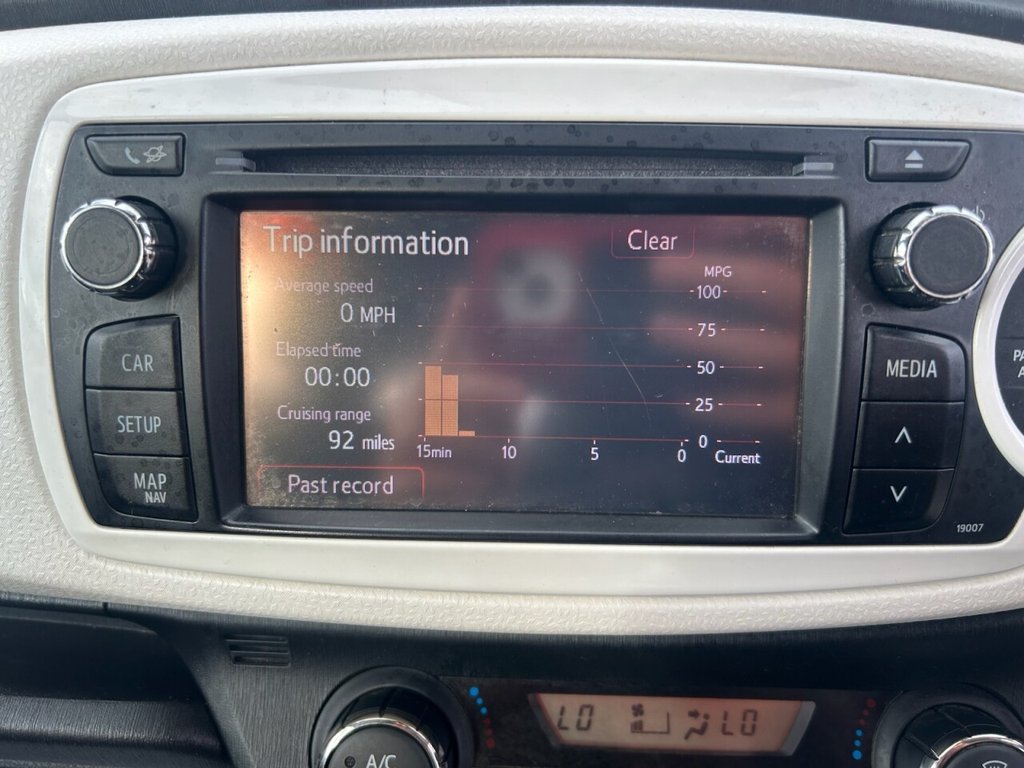 Trip information Clear
Average speed
0 MPH
Elapsed time
00:00
Cruising range
92 miles
Past record
MPG
100
75
50
25
0
15min 10 5 0 Current
CAR
SETUP
MAP
NAV
MEDIA
19007
LO LO
A/C